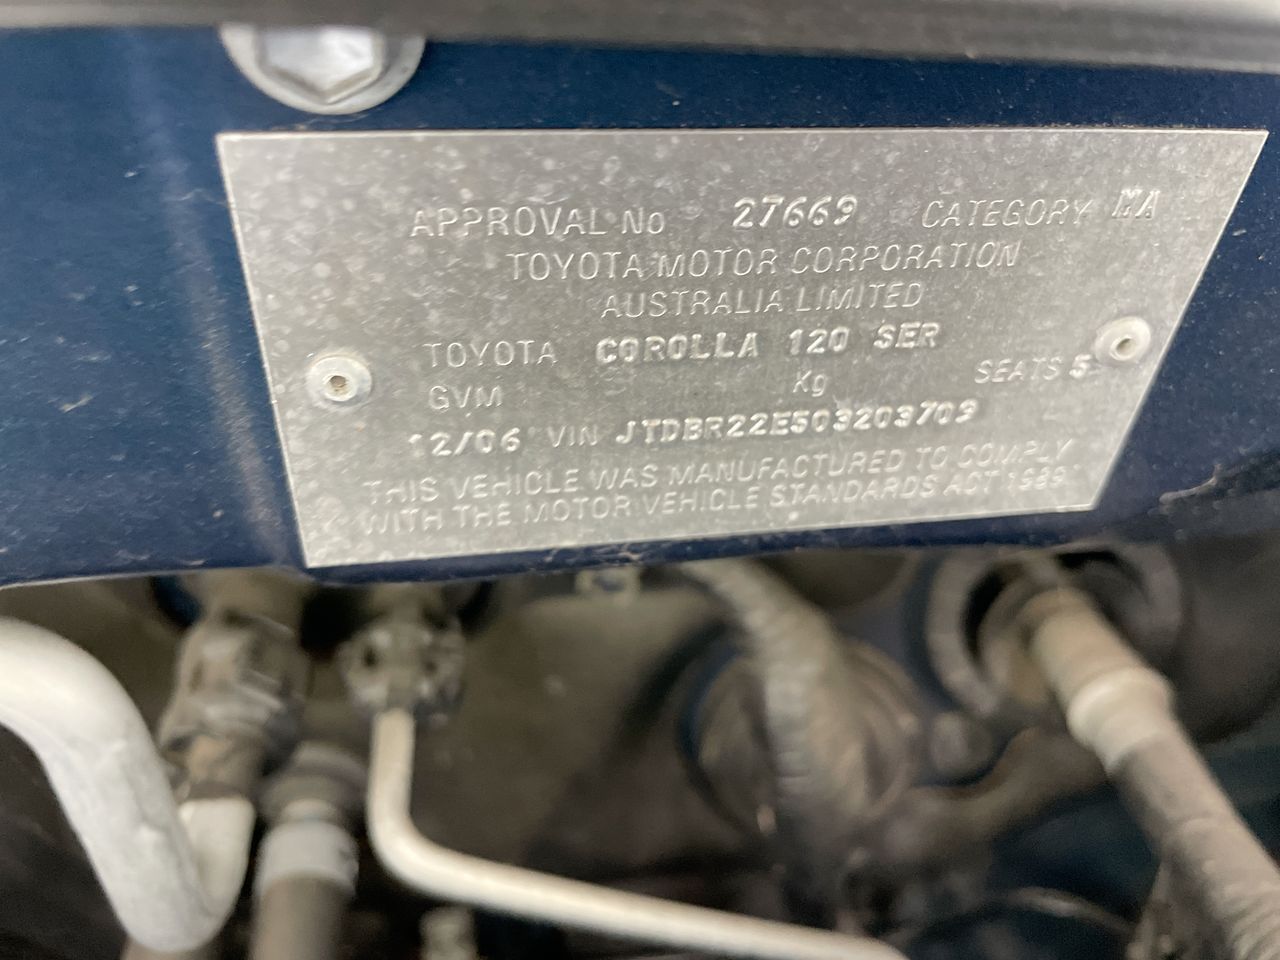 APPROVAL No 27669 CATEGORY MA
TOYOTA MOTOR CORPORATION
AUSTRALIA LIMITED
TOYOTA COROLLA 120 SER
GVM Kg SEATS 5
12/06 VIN JTDBR22E503203709
THIS VEHICLE WAS MANUFACTURED TO COMPLY
WITH THE MOTOR VEHICLE STANDARDS ACT 1989